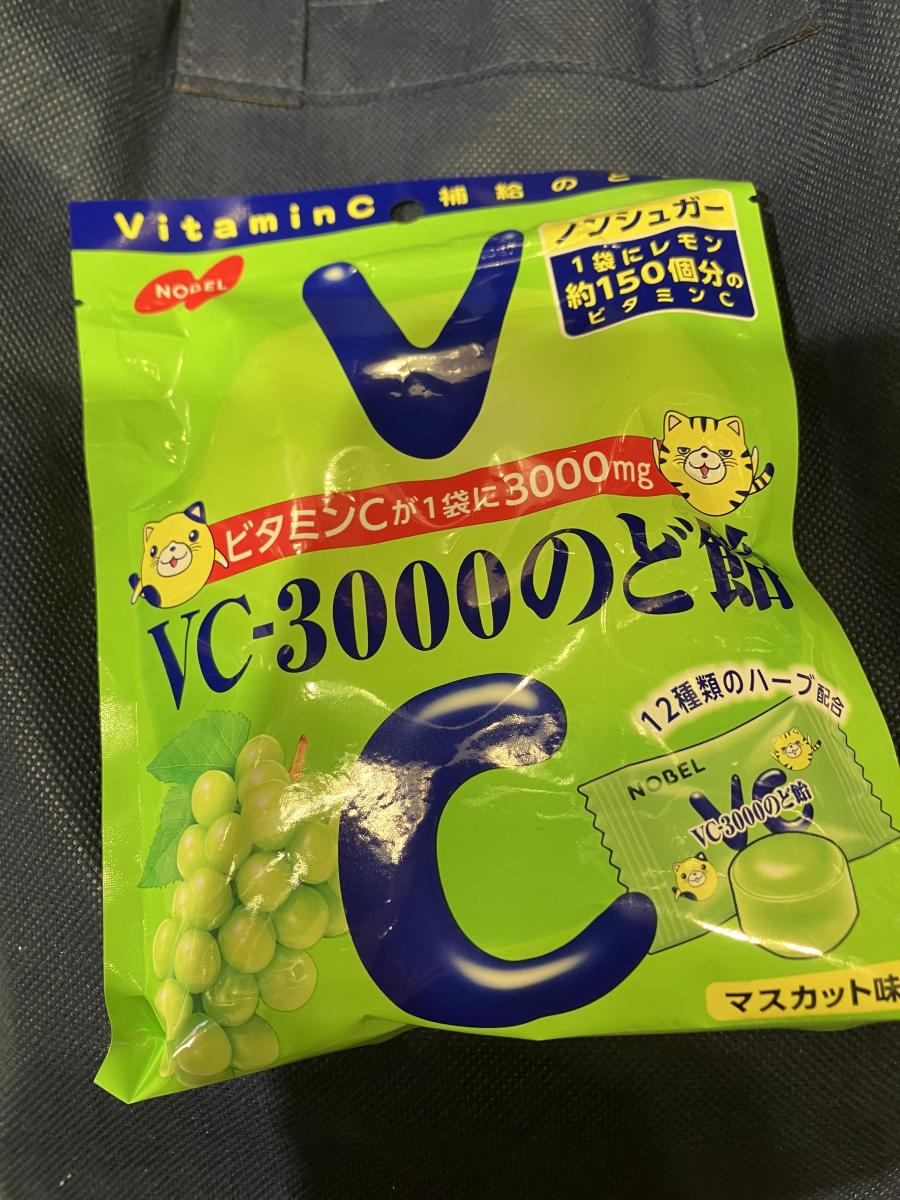 VitaminC 補給のど
NOBEL
ノンシュガー
1袋にレモン
約150個分の
ビタミンC
V
ビタミンCが1袋に3000mg
VC-3000のど飴
C
12種類のハーブ配合
NOBEL
VC
VC-3000のど飴
マスカット味